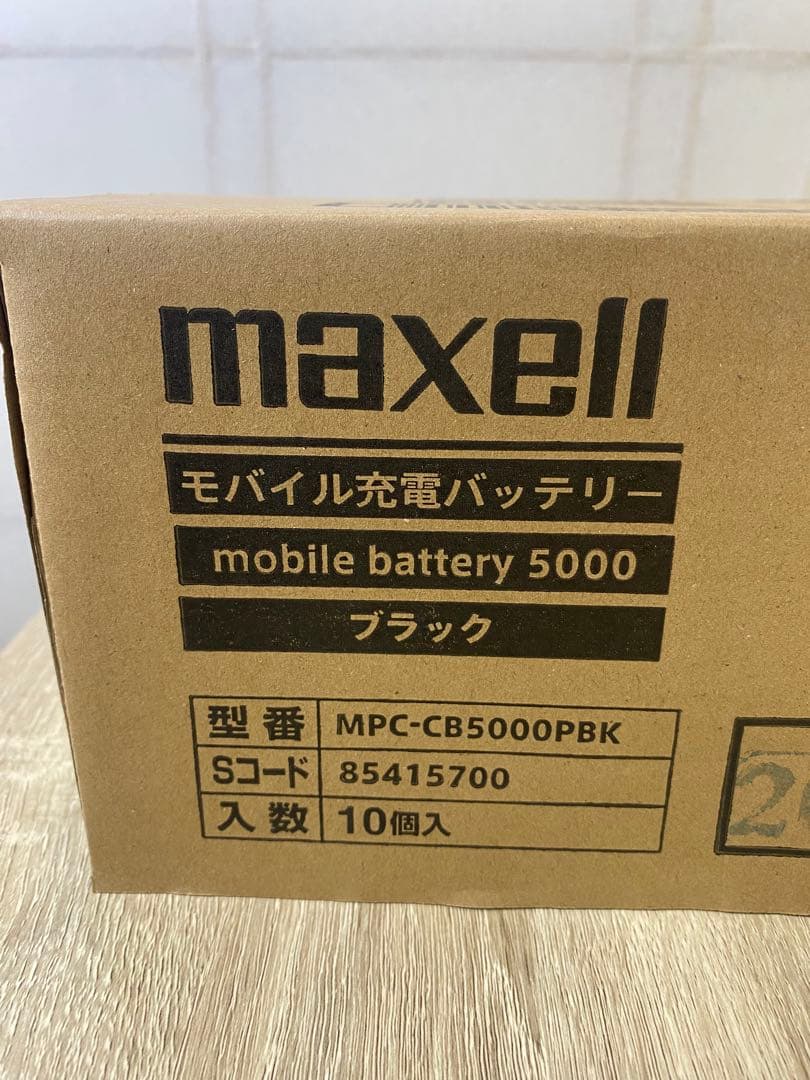 maxell
モバイル充電バッテリー
mobile battery 5000
ブラック
型番 MPC-CB5000PBK
Sコード 85415700
入数 10個入